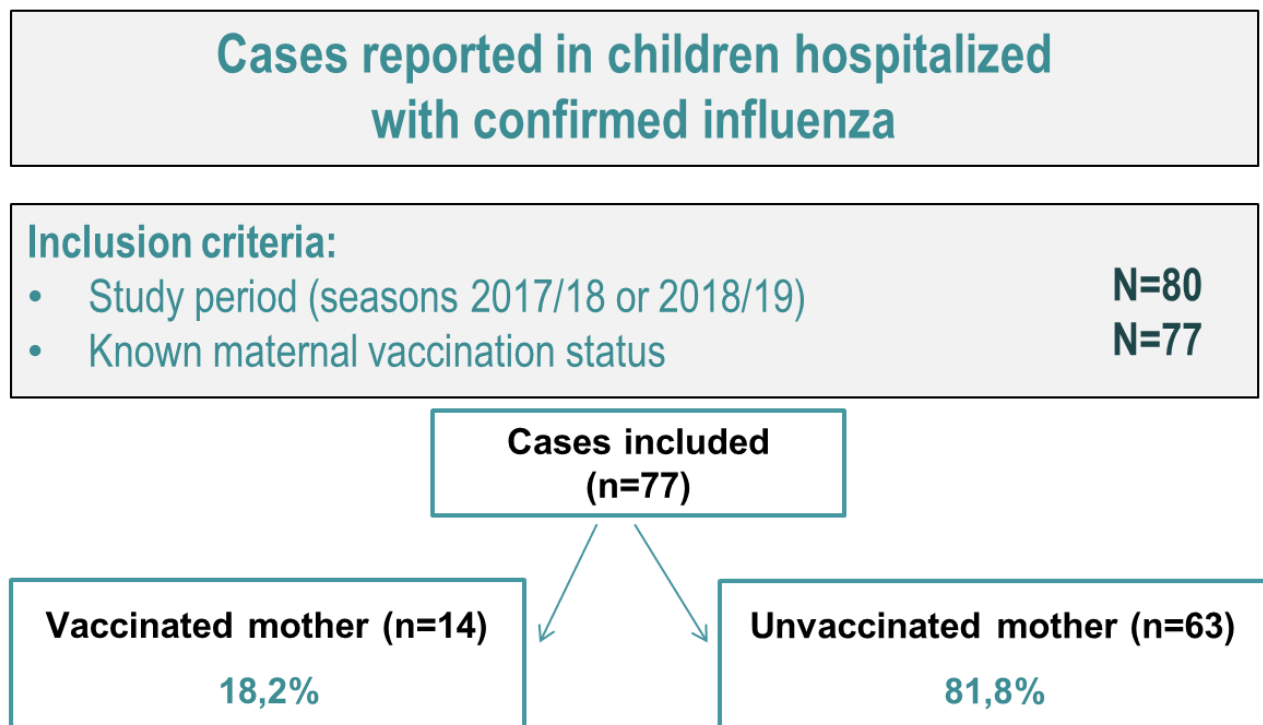 Cases reported in children hospitalized
with confirmed influenza
Inclusion criteria:
• Study period (seasons 2017/18 or 2018/19) N=80
• Known maternal vaccination status N=77
Cases included
(n=77)
Vaccinated mother (n=14)
18,2%
Unvaccinated mother (n=63)
81,8%